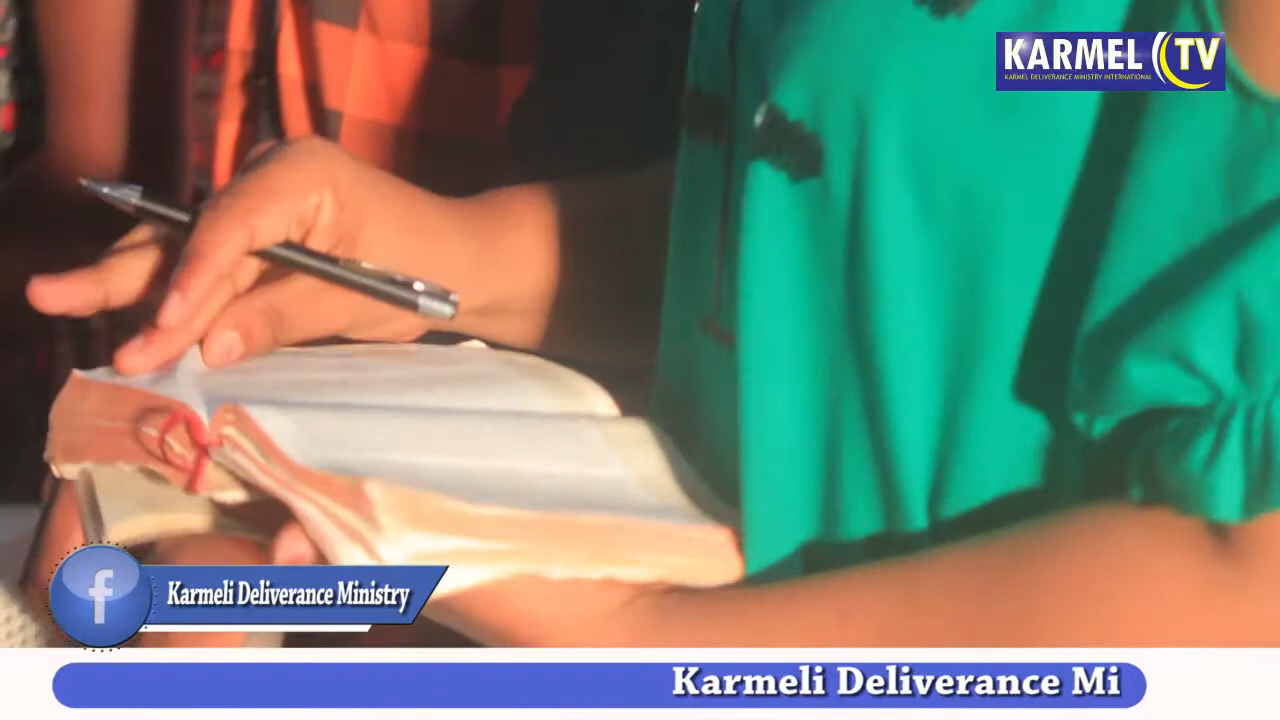 KARMEL TV
KARMEL DELIVERANCE MINISTRY INTERNATIONAL
f Karmeli Deliverance Ministry
Karmeli Deliverance Mi